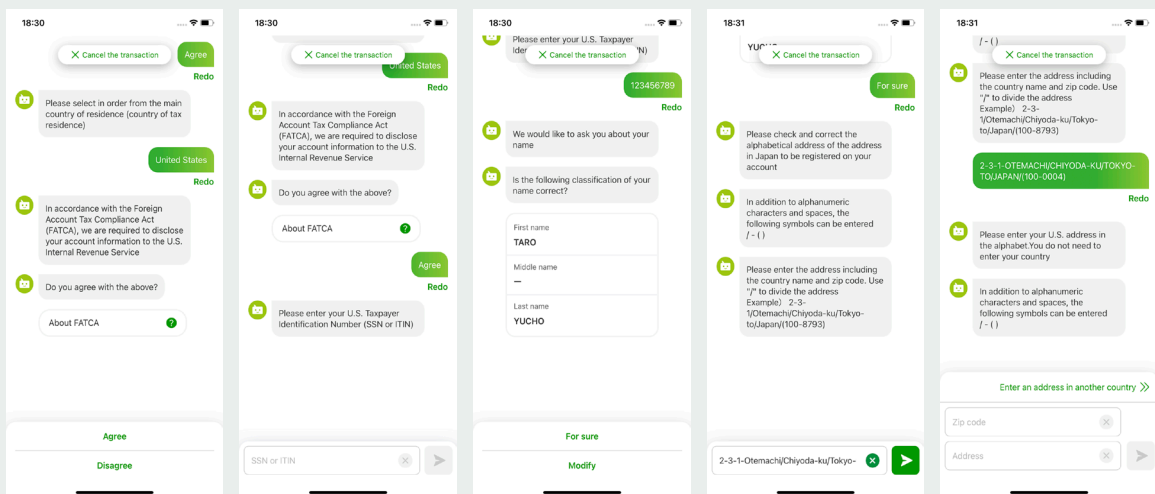 18:30
Cancel the transaction
Agree
Redo
Please select in order from the main
country of residence (country of tax
residence)
United States
Redo
In accordance with the Foreign
Account Tax Compliance Act
(FATCA), we are required to disclose
your account information to the U.S.
Internal Revenue Service
Do you agree with the above?
About FATCA
?
Agree
Disagree
18:30
Cancel the transaction
United States
Redo
In accordance with the Foreign
Account Tax Compliance Act
(FATCA), we are required to disclose
your account information to the U.S.
Internal Revenue Service
Do you agree with the above?
About FATCA
?
Agree
Redo
Please enter your U.S. Taxpayer
Identification Number (SSN or ITIN)
SSN or ITIN
18:30
Please enter your U.S. Taxpayer
Cancel the transaction
123456789
Redo
We would like to ask you about your
name
Is the following classification of your
name correct?
First name
TARO
Middle name
—
Last name
YUCHO
For sure
Modify
18:31
YUCHO
Cancel the transaction
For sure
Redo
Please check and correct the
alphabetical address of the address
in Japan to be registered on your
account
In addition to alphanumeric
characters and spaces, the
following symbols can be entered
/ - ( )
Please enter the address including
the country name and zip code. Use
"/" to divide the address
Example） 2-3-
1/Otemachi/Chiyoda-ku/Tokyo-
to/Japan/(100-8793)
2-3-1-Otemachi/Chiyoda-ku/Tokyo-
18:31
/ - ( )
Cancel the transaction
Please enter the address including
the country name and zip code. Use
"/" to divide the address
Example） 2-3-
1/Otemachi/Chiyoda-ku/Tokyo-
to/Japan/(100-8793)
2-3-1-OTEMACHI/CHIYODA-KU/TOKYO-
TO/JAPAN/(100-0004)
Redo
Please enter your U.S. address in
the alphabet.You do not need to
enter your country
In addition to alphanumeric
characters and spaces, the
following symbols can be entered
/ - ( )
Enter an address in another country
Zip code
Address